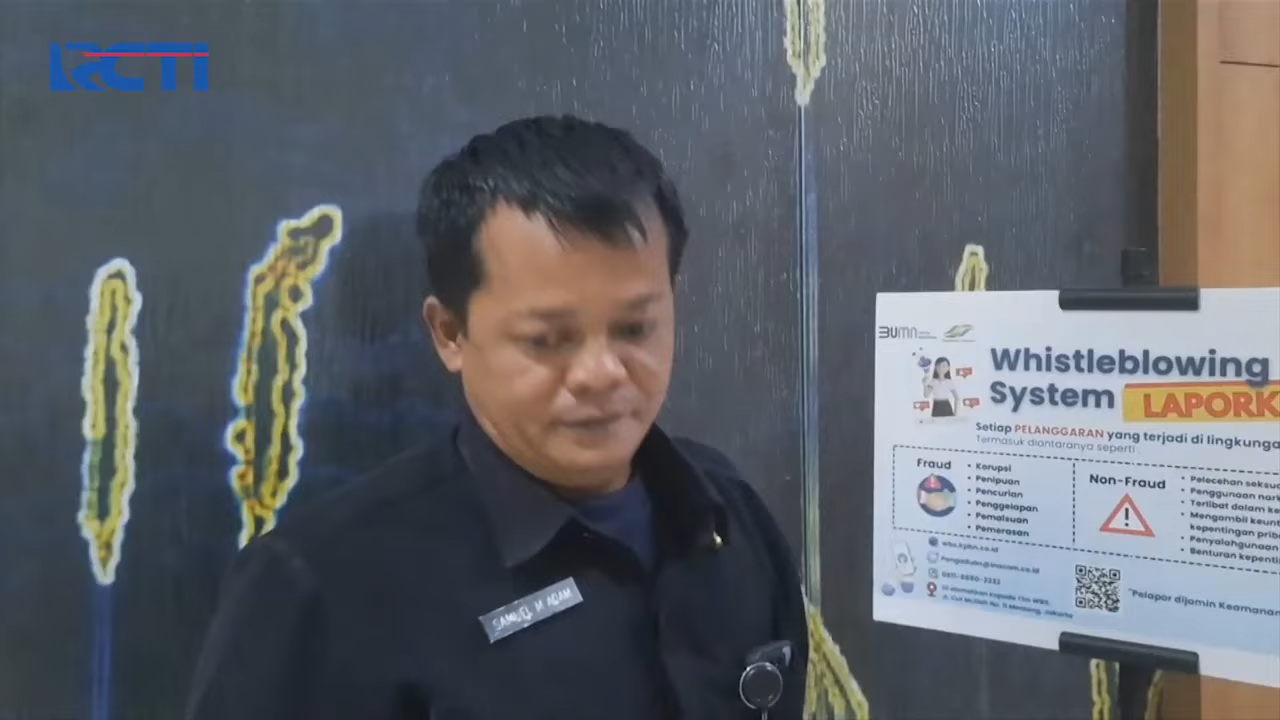 RCTI
SAMUEL M ADAM
BUMN
Whistleblowing
System LAPORK
Setiap PELANGGARAN yang terjadi di lingkunga
Termasuk diantaranya seperti
Fraud
• Korupsi
• Penipuan
• Pencurian
• Penggelapan
• Pemalsuan
• Pemerasan
Non-Fraud
• Pelecehan seksua
• Penggunaan nark
• Terlibat dalam ke
• Mengambil keunt
kepentingan prib
• Penyalahgunaan
• Benturan kepenti
wbs.kpbn.co.id
"Pelapor dijamin Keamanan